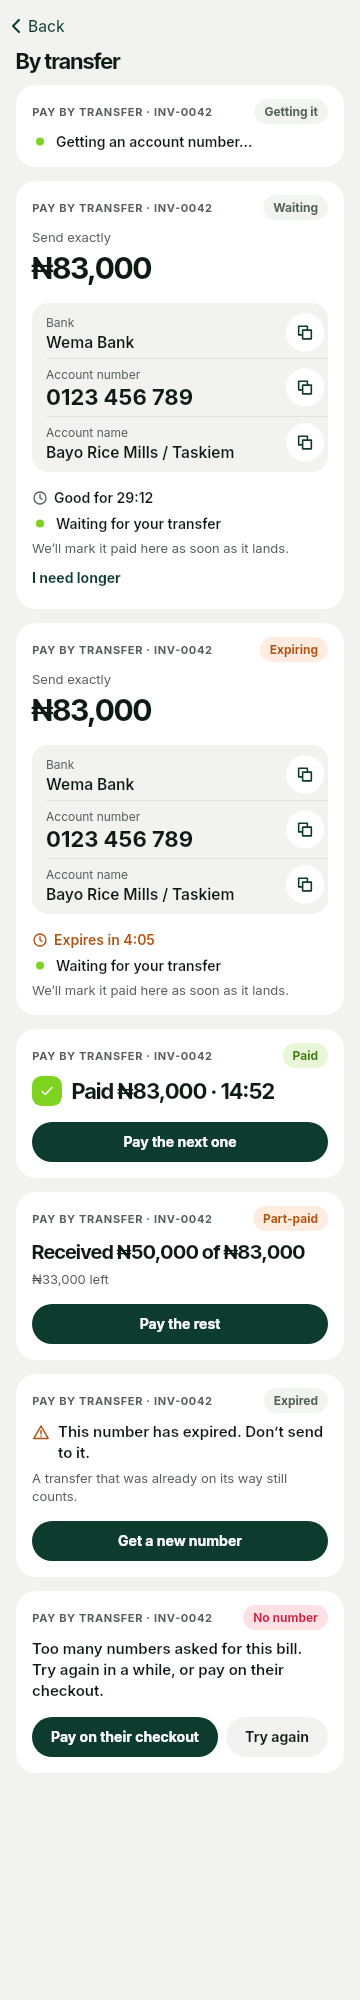 Back
By transfer
PAY BY TRANSFER · INV-0042 Getting it
Getting an account number…
PAY BY TRANSFER · INV-0042 Waiting
Send exactly
₦83,000
Bank
Wema Bank
Account number
0123 456 789
Account name
Bayo Rice Mills / Taskiem
Good for 29:12
Waiting for your transfer
We’ll mark it paid here as soon as it lands.
I need longer
PAY BY TRANSFER · INV-0042 Expiring
Send exactly
₦83,000
Bank
Wema Bank
Account number
0123 456 789
Account name
Bayo Rice Mills / Taskiem
Expires in 4:05
Waiting for your transfer
We’ll mark it paid here as soon as it lands.
PAY BY TRANSFER · INV-0042 Paid
Paid ₦83,000 · 14:52
Pay the next one
PAY BY TRANSFER · INV-0042 Part-paid
Received ₦50,000 of ₦83,000
₦33,000 left
Pay the rest
PAY BY TRANSFER · INV-0042 Expired
This number has expired. Don’t send
to it.
A transfer that was already on its way still
counts.
Get a new number
PAY BY TRANSFER · INV-0042 No number
Too many numbers asked for this bill.
Try again in a while, or pay on their
checkout.
Pay on their checkout Try again